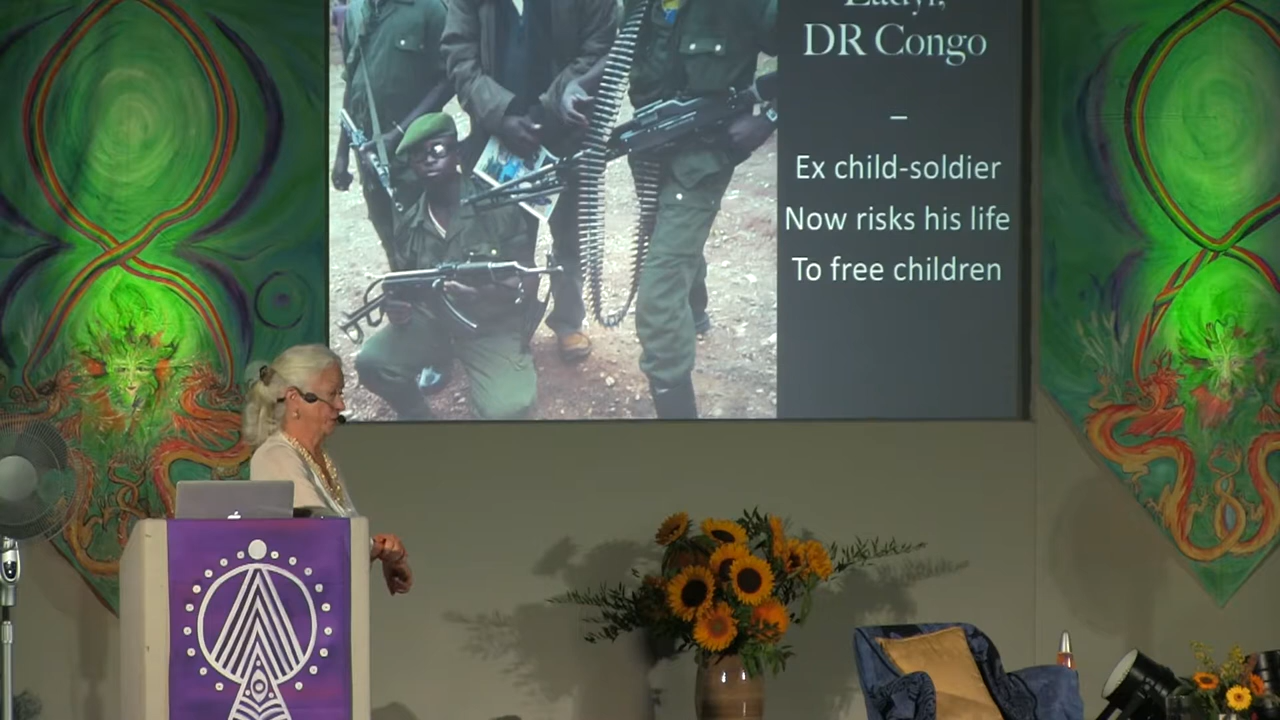 DR Congo
–
Ex child-soldier
Now risks his life
To free children